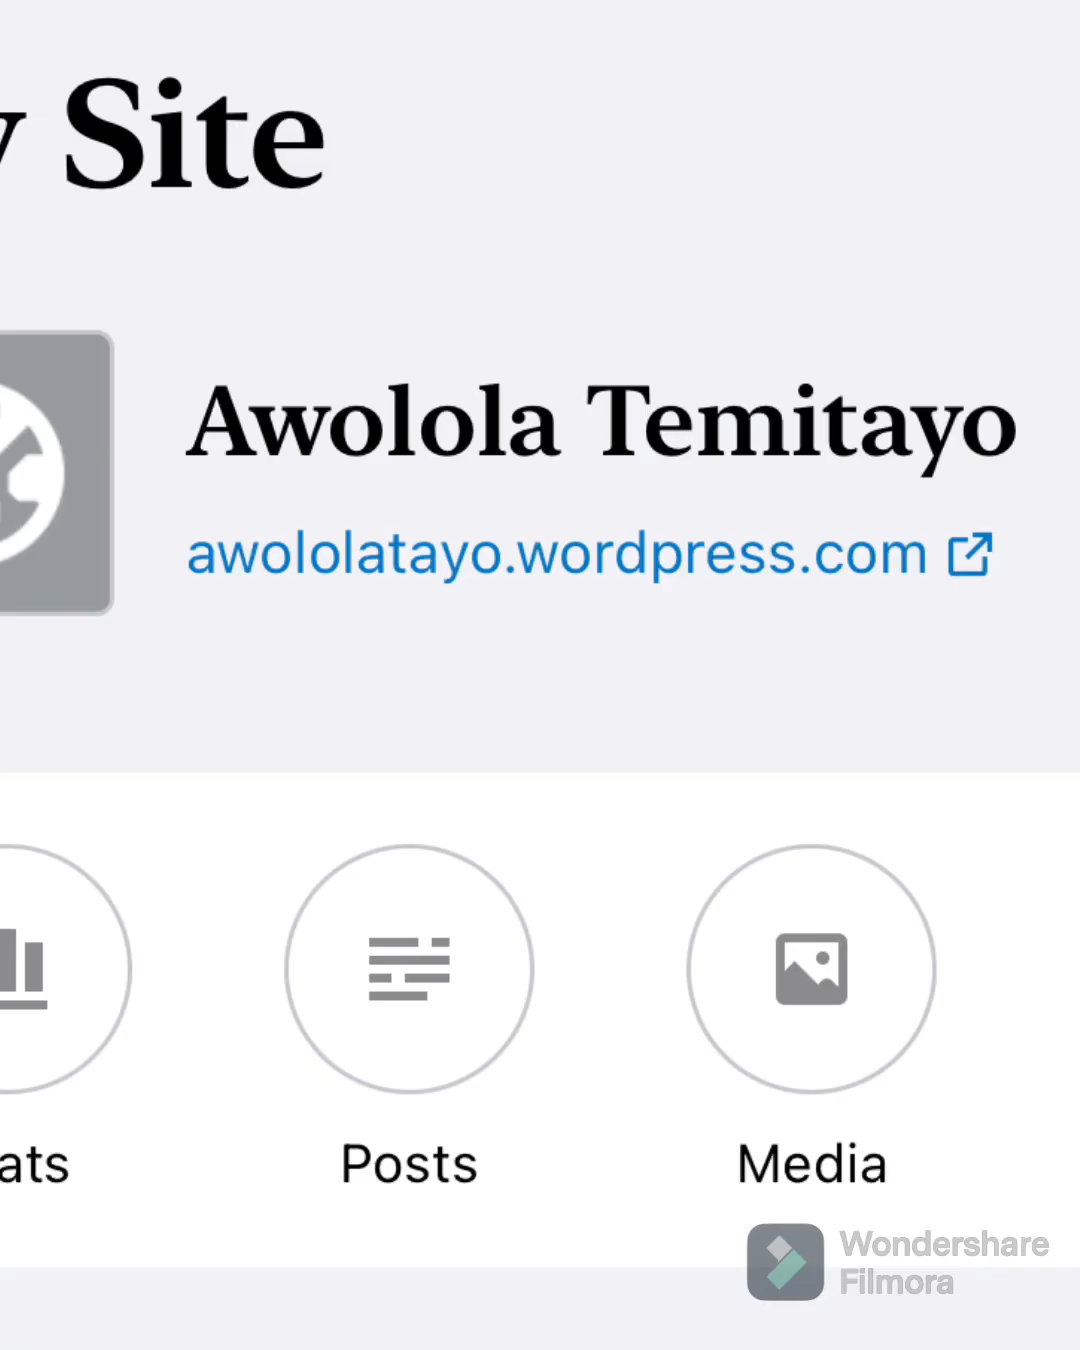 y Site
Awolola Temitayo
awololatayo.wordpress.com
ats
Posts
Media
Wondershare
Filmora